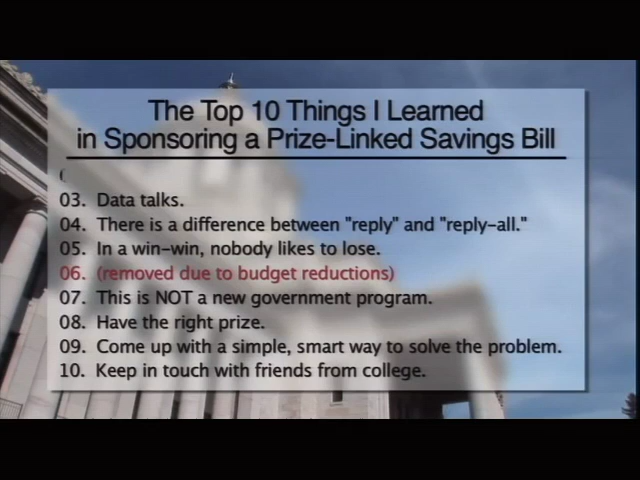 The Top 10 Things I Learned
in Sponsoring a Prize-Linked Savings Bill
03. Data talks.
04. There is a difference between "reply" and "reply-all."
05. In a win-win, nobody likes to lose.
06. (removed due to budget reductions)
07. This is NOT a new government program.
08. Have the right prize.
09. Come up with a simple, smart way to solve the problem.
10. Keep in touch with friends from college.